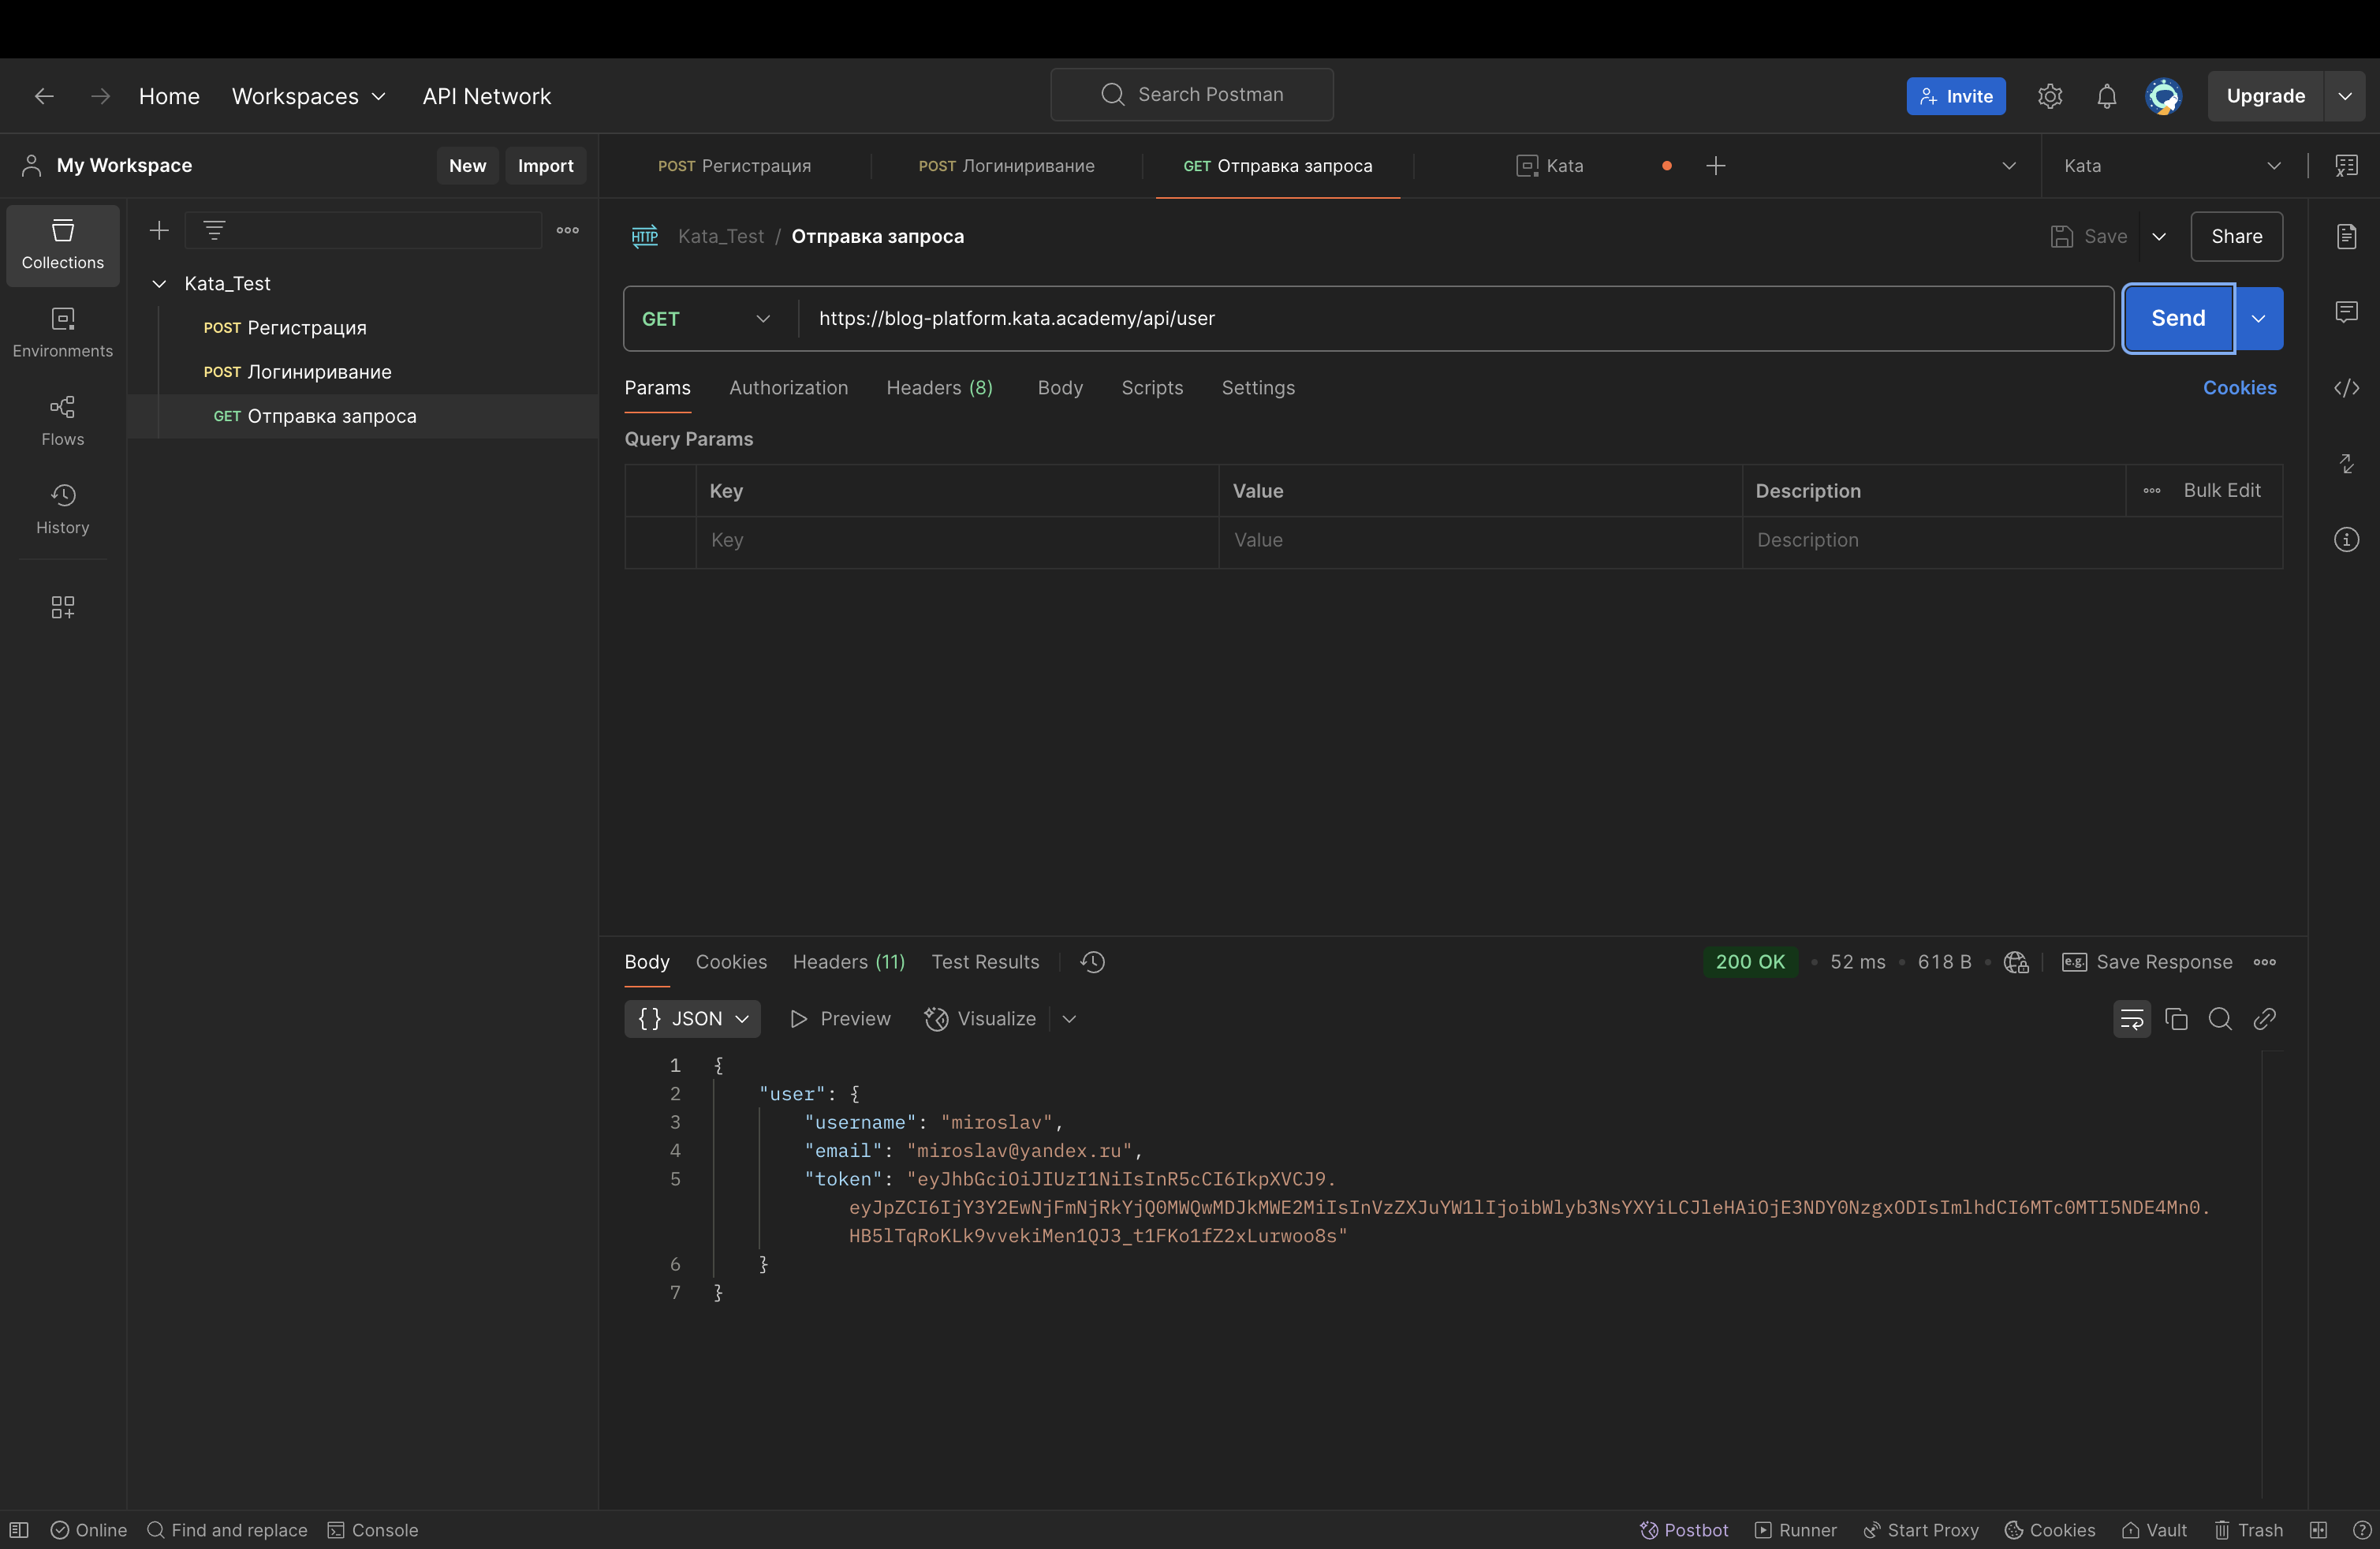 Home Workspaces API Network Search Postman Invite Upgrade
My Workspace New Import POST Регистрация POST Логиниривание GET Отправка запроса Kata Kata
Collections
Environments
Flows
History
Kata_Test
POST Регистрация
POST Логиниривание
GET Отправка запроса
HTTP Kata_Test / Отправка запроса Save Share
GET https://blog-platform.kata.academy/api/user Send
Params Authorization Headers (8) Body Scripts Settings Cookies
Query Params
Key Value Description Bulk Edit
Key Value Description
Body Cookies Headers (11) Test Results 200 OK • 52 ms • 618 B • e.g. Save Response
{ } JSON Preview Visualize
1 {
2 "user": {
3 "username": "miroslav",
4 "email": "miroslav@yandex.ru",
5 "token": "eyJhbGciOiJIUzI1NiIsInR5cCI6IkpXVCJ9.
eyJpZCI6IjY3Y2EwNjFmNjRkYjQ0MWQwMDJkMWE2MiIsInVzZXJuYW1lIjoibWlyb3NsYXYiLCJleHAiOjE3NDY0NzgxODIsImlhdCI6MTc0MTI5NDE4Mn0.
HB5lTqRoKLk9vvekiMen1QJ3_t1FKo1fZ2xLurwoo8s"
6 }
7 }
Online Find and replace Console Postbot Runner Start Proxy Cookies Vault Trash